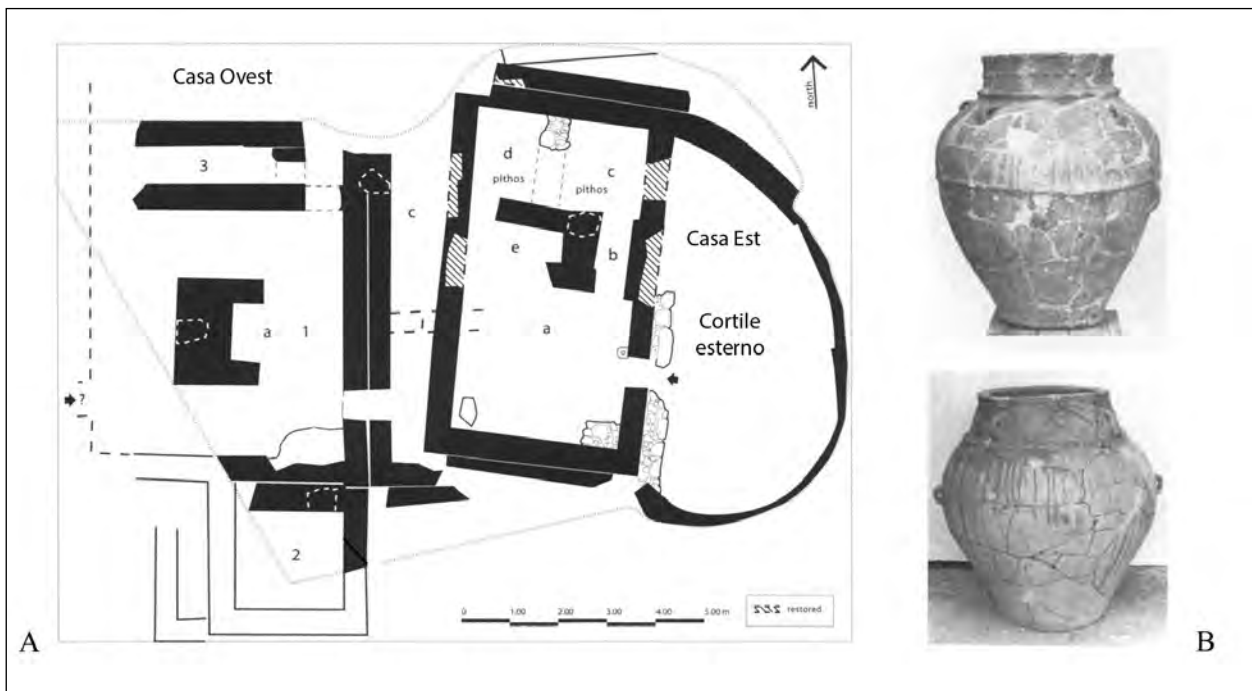 Casa Ovest
north
3
d
c
pithos
pithos
c
e
b
Casa Est
a
1
a
Cortile
esterno
?
2
0
1.00
2.00
3.00
4.00
5.00 m
restored
A
B